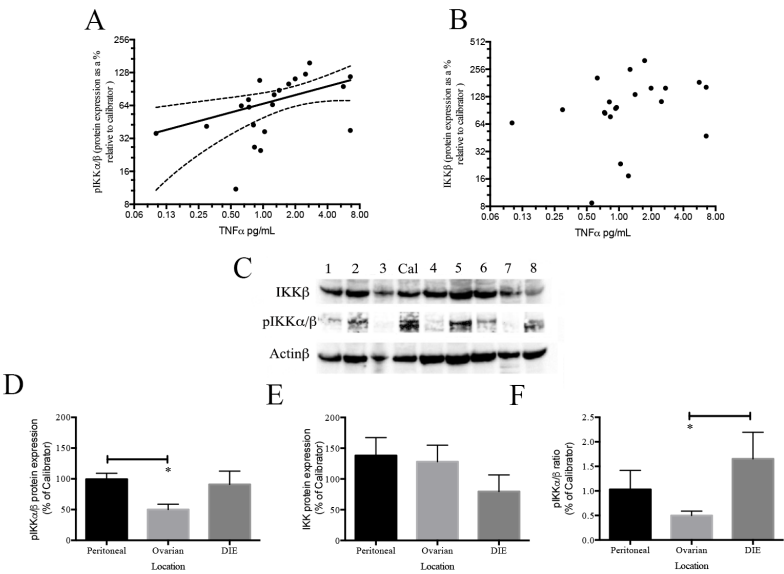 A
256
128
64
32
16
8
pIKKα/β (protein expression as a %
relative to calibrator )
0.06 0.13 0.25 0.50 1.00 2.00 4.00 8.00
TNFα pg/mL
B
512
256
128
64
32
16
8
IKKβ (protein expression as a %
relative to calibrator )
0.06 0.13 0.25 0.50 1.00 2.00 4.00 8.00
TNFα pg/mL
C
1 2 3 Cal 4 5 6 7 8
IKKβ
pIKKα/β
Actinβ
D
200
150
100
50
0
pIKKα/β protein expression
(% of Calibrator)
*
Peritoneal Ovarian DIE
Location
E
200
150
100
50
0
IKK protein expression
(% of Calibrator)
Peritoneal Ovarian DIE
Location
F
2.5
2.0
1.5
1.0
0.5
0.0
pIKKα/β ratio
(% of Calibrator)
*
Peritoneal Ovarian DIE
Location